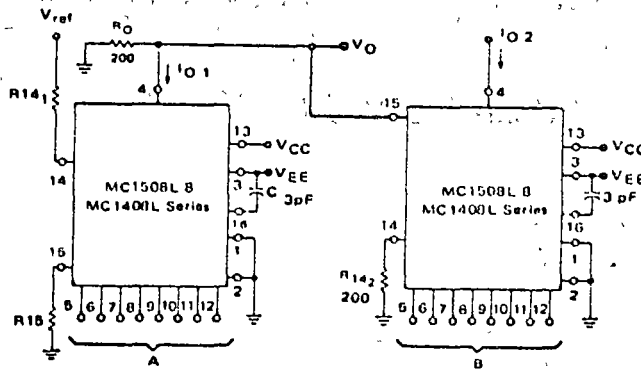 Vref
RO
200
IO 1
VO
IO 2
4
4
R14₁
15
13
VCC
13
VCC
14
3
VEE
3
VEE
MC1508L 8
MC1408L Series
C
3pF
MC1508L 8
MC1408L Series
3 pF
16
14
16
15
1
1
2
R14₂
200
2
R15
5 6 7 8 9 10 11 12
5 6 7 8 9 10 11 12
A
B